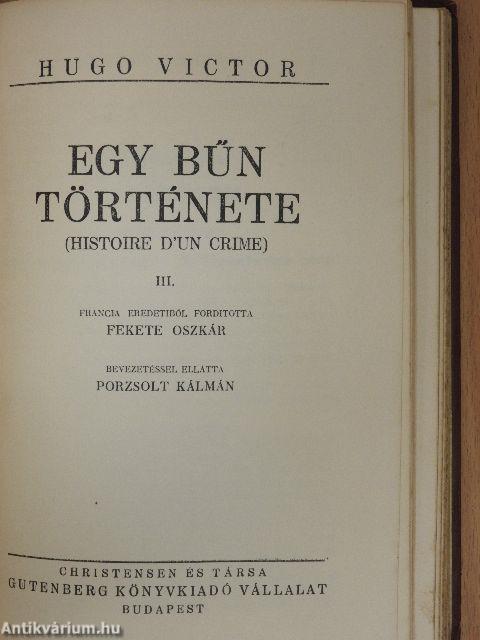 HUGO VICTOR
EGY BŰN
TÖRTÉNETE
(HISTOIRE D'UN CRIME)
III.
FRANCIA EREDETIBŐL FORDITOTTA
FEKETE OSZKÁR
BEVEZETÉSSEL ELLATTA
PORZSOLT KÁLMÁN
CHRISTENSEN ÉS TÁRSA
GUTENBERG KÖNYVKIADÓ VÁLLALAT
BUDAPEST
Antikvárium.hu